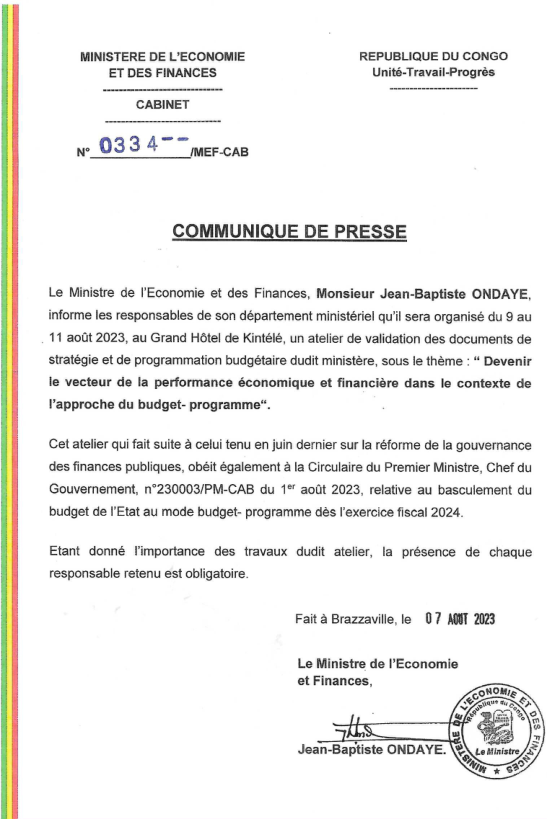 MINISTERE DE L'ECONOMIE
ET DES FINANCES
REPUBLIQUE DU CONGO
Unité-Travail-Progrès
----------------------------
---------------------
CABINET
---------------------------
N° 0334-- /MEF-CAB
COMMUNIQUE DE PRESSE
Le Ministre de l'Economie et des Finances, Monsieur Jean-Baptiste ONDAYE,
informe les responsables de son département ministériel qu'il sera organisé du 9 au
11 août 2023, au Grand Hôtel de Kintélé, un atelier de validation des documents de
stratégie et de programmation budgétaire dudit ministère, sous le thème : “ Devenir
le vecteur de la performance économique et financière dans le contexte de
l'approche du budget- programme“.
Cet atelier qui fait suite à celui tenu en juin dernier sur la réforme de la gouvernance
des finances publiques, obéit également à la Circulaire du Premier Ministre, Chef du
Gouvernement, n°230003/PM-CAB du 1er août 2023, relative au basculement du
budget de l'Etat au mode budget- programme dès l'exercice fiscal 2024.
Etant donné l'importance des travaux dudit atelier, la présence de chaque
responsable retenu est obligatoire.
Fait à Brazzaville, le 07 AOUT 2023
Le Ministre de l'Economie
et Finances,
Jean-Baptiste ONDAYE.
MINISTERE DE L'ECONOMIE ET DES FINANCES
République du Congo
Le Ministre